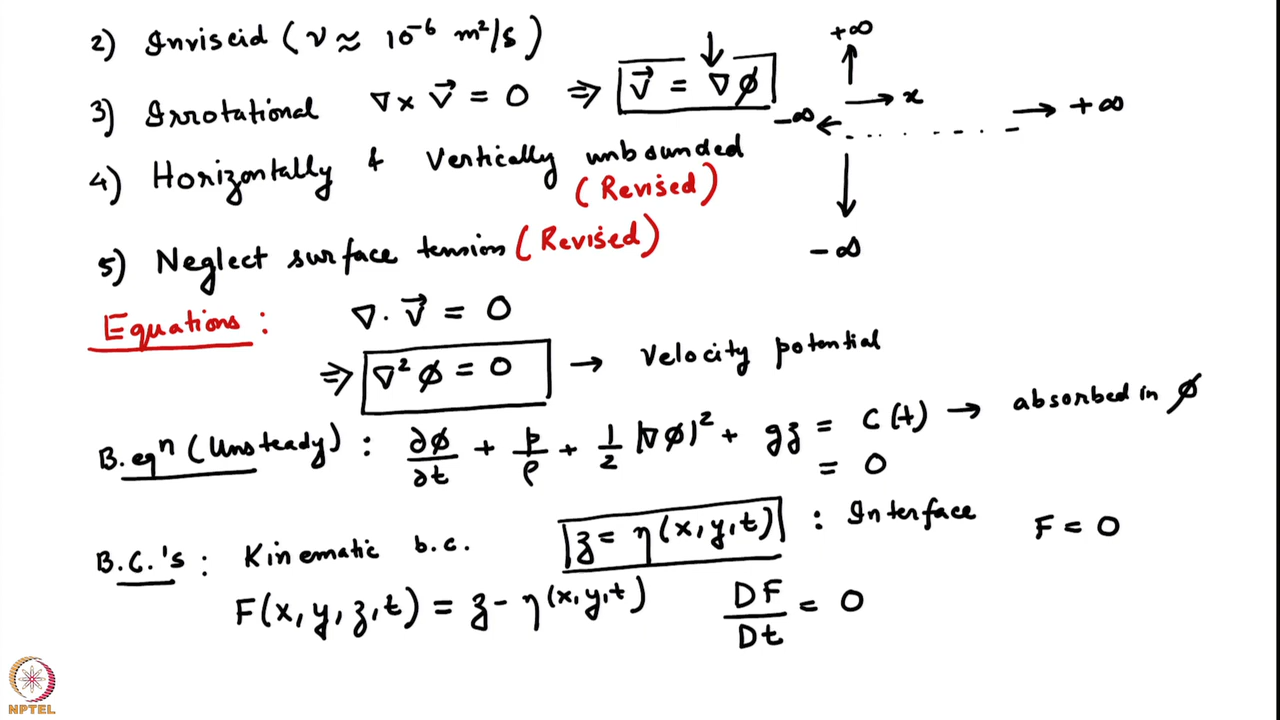 2) Inviscid (ν ≈ 10⁻⁶ m²/s)
+∞
3) Irrotational ∇ × V⃗ = 0 ⇒ V⃗ = ∇φ
x
-∞
+∞
4) Horizontally & Vertically unbounded
(Revised)
-∞
5) Neglect surface tension (Revised)
Equations : ∇ . V⃗ = 0
⇒ ∇² φ = 0 → Velocity potential
B. eqⁿ (Unsteady) : ∂φ/∂t + p/ρ + 1/2 |∇φ|² + gz = C(t) → absorbed in φ
= 0
B.C.'s : Kinematic b.c. z = η(x, y, t) : Interface F = 0
F(x, y, z, t) = z - η(x, y, t) DF/Dt = 0
NPTEL